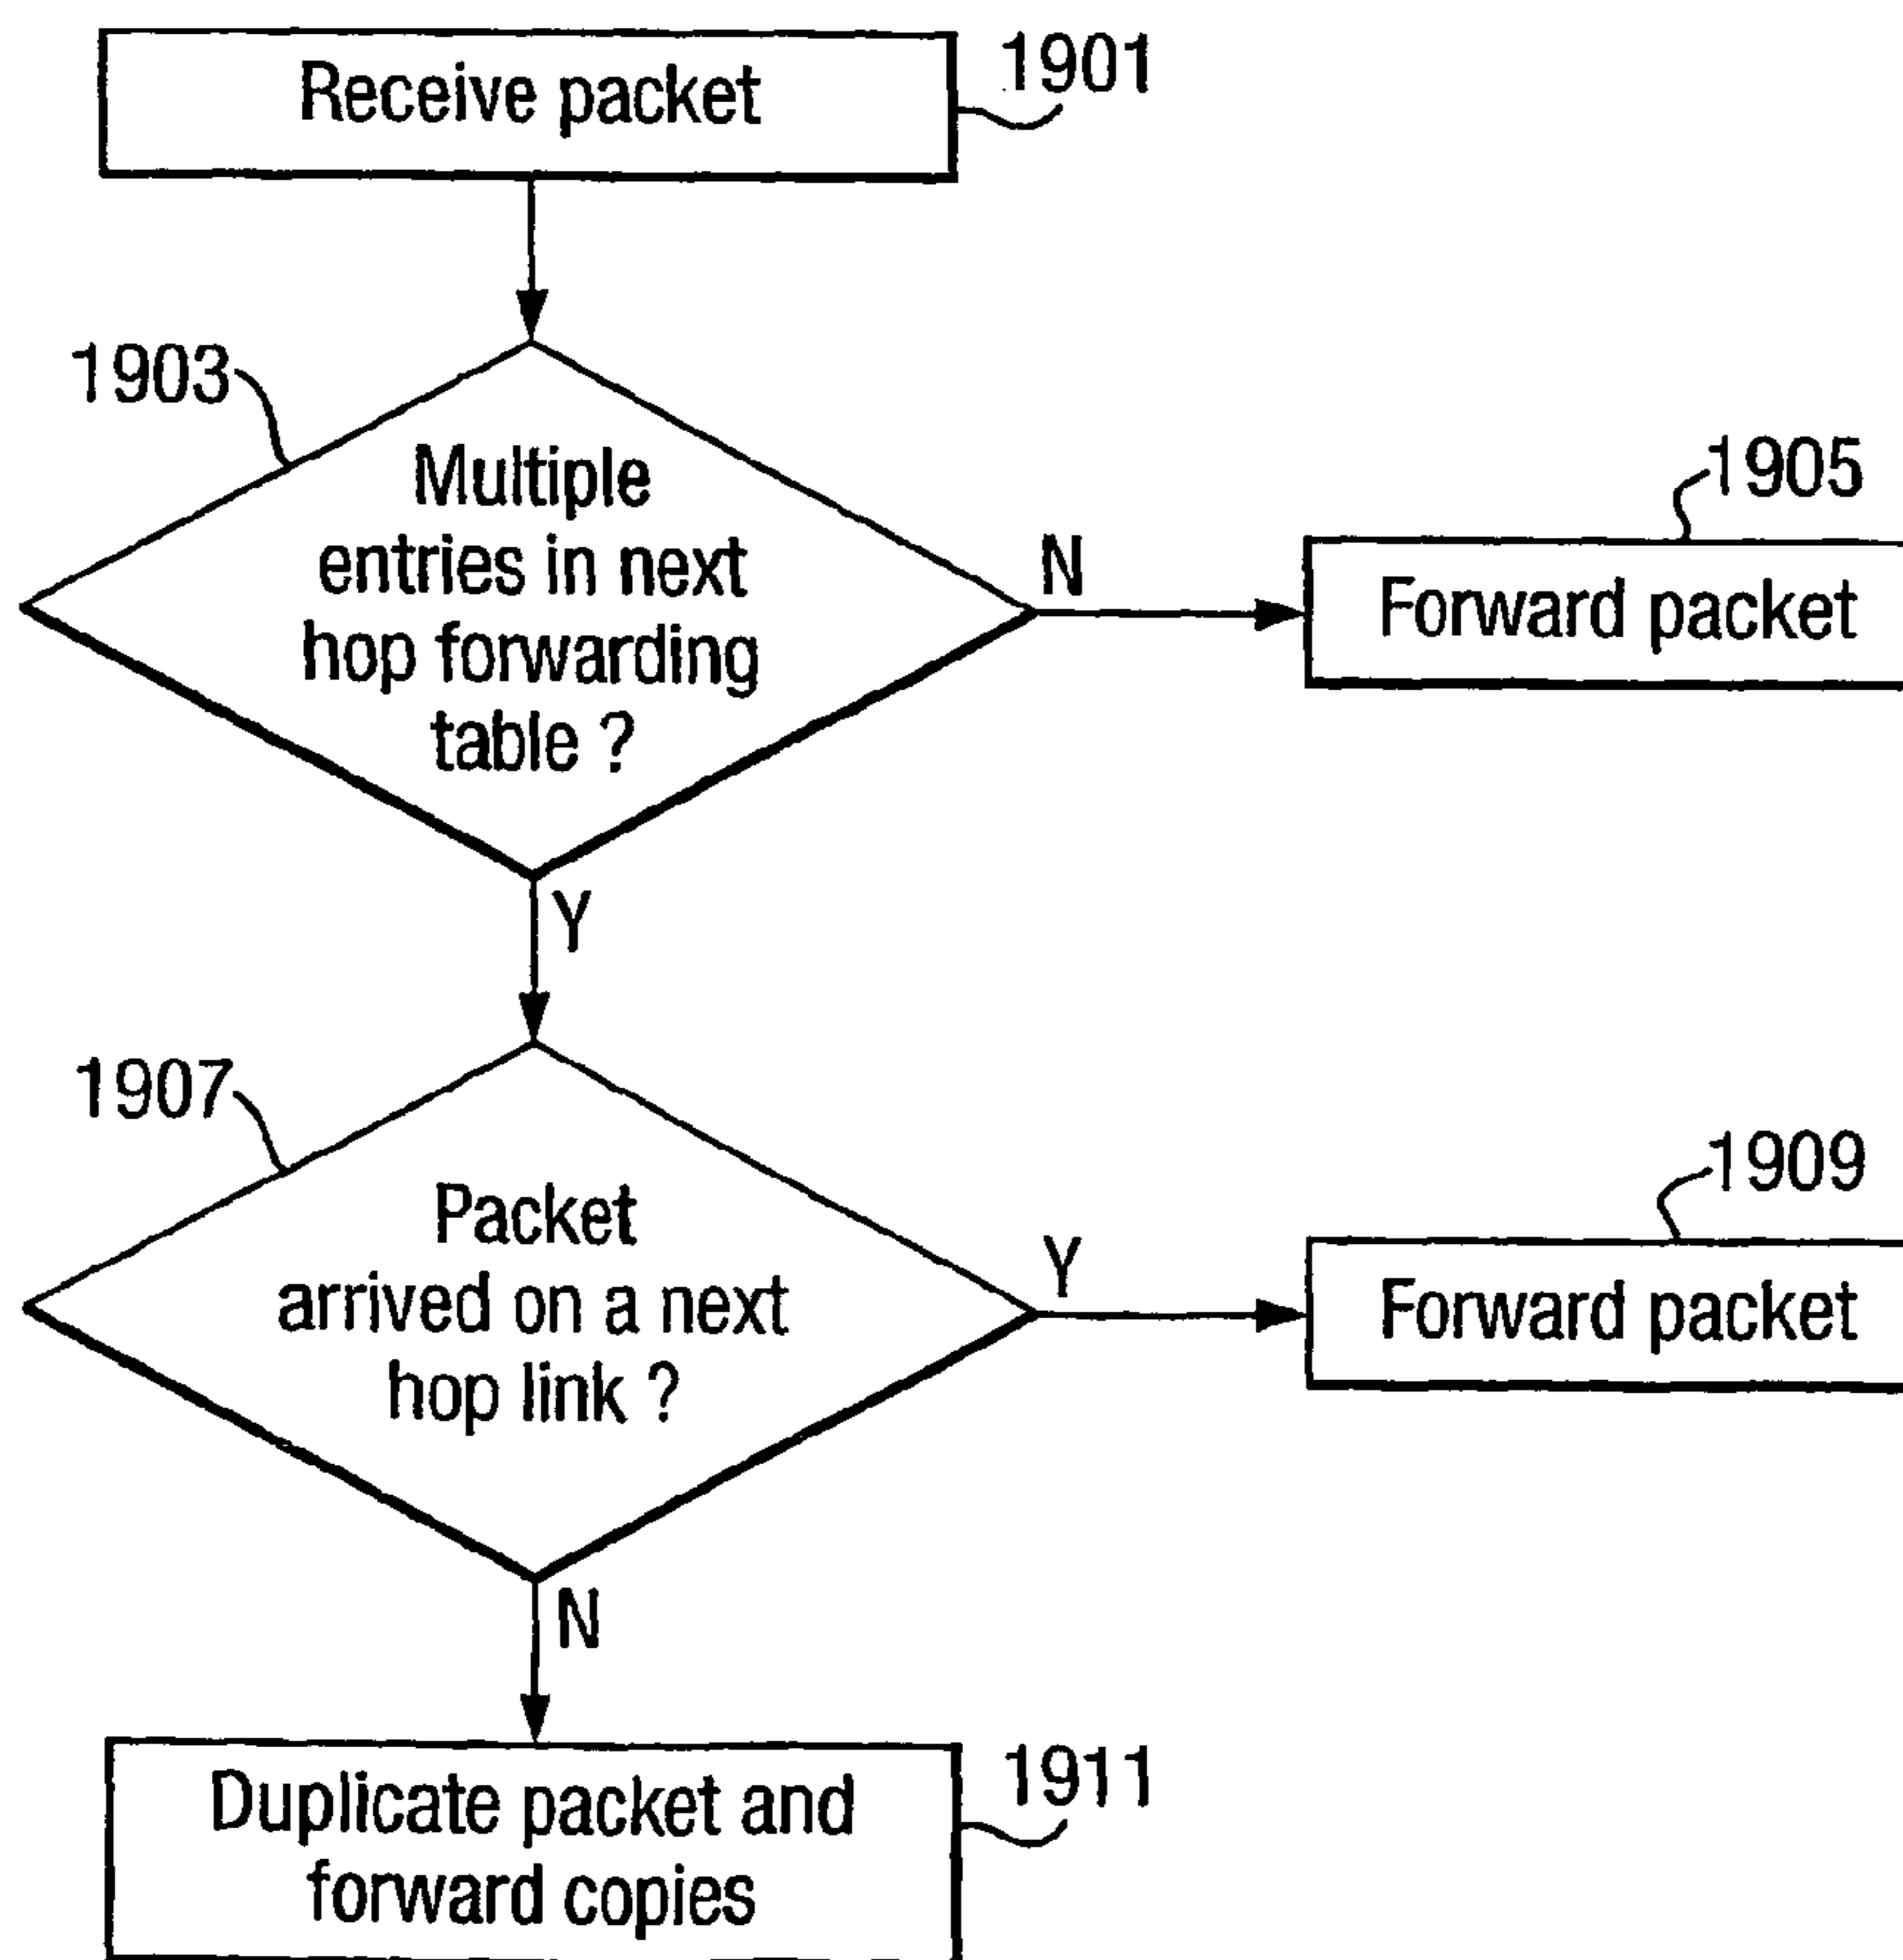 Receive packet
1901
1903
Multiple
entries in next
hop forwarding
table ?
N
1905
Forward packet
Y
1907
Packet
arrived on a next
hop link ?
Y
1909
Forward packet
N
Duplicate packet and
forward copies
1911